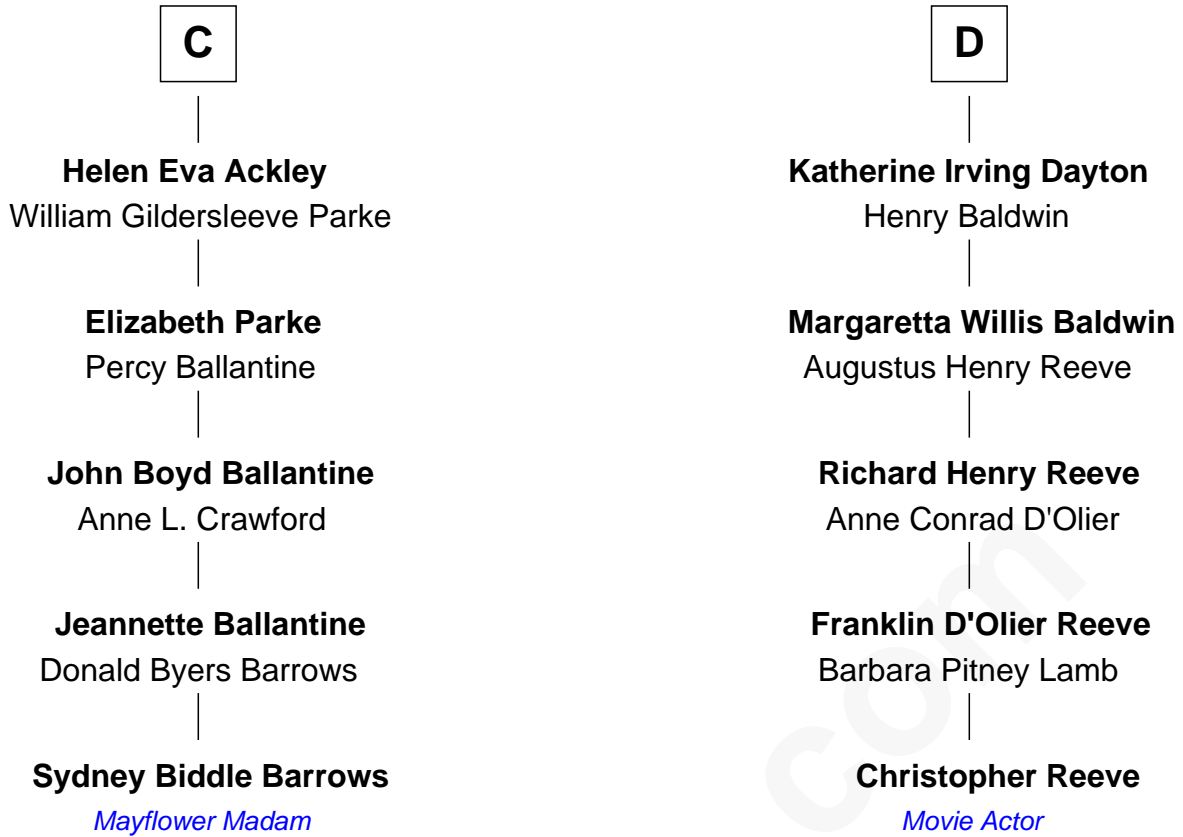 C
Helen Eva Ackley
William Gildersleeve Parke
Elizabeth Parke
Percy Ballantine
John Boyd Ballantine
Anne L. Crawford
Jeannette Ballantine
Donald Byers Barrows
Sydney Biddle Barrows
Mayflower Madam
D
Katherine Irving Dayton
Henry Baldwin
Margaretta Willis Baldwin
Augustus Henry Reeve
Richard Henry Reeve
Anne Conrad D'Olier
Franklin D'Olier Reeve
Barbara Pitney Lamb
Christopher Reeve
Movie Actor
com